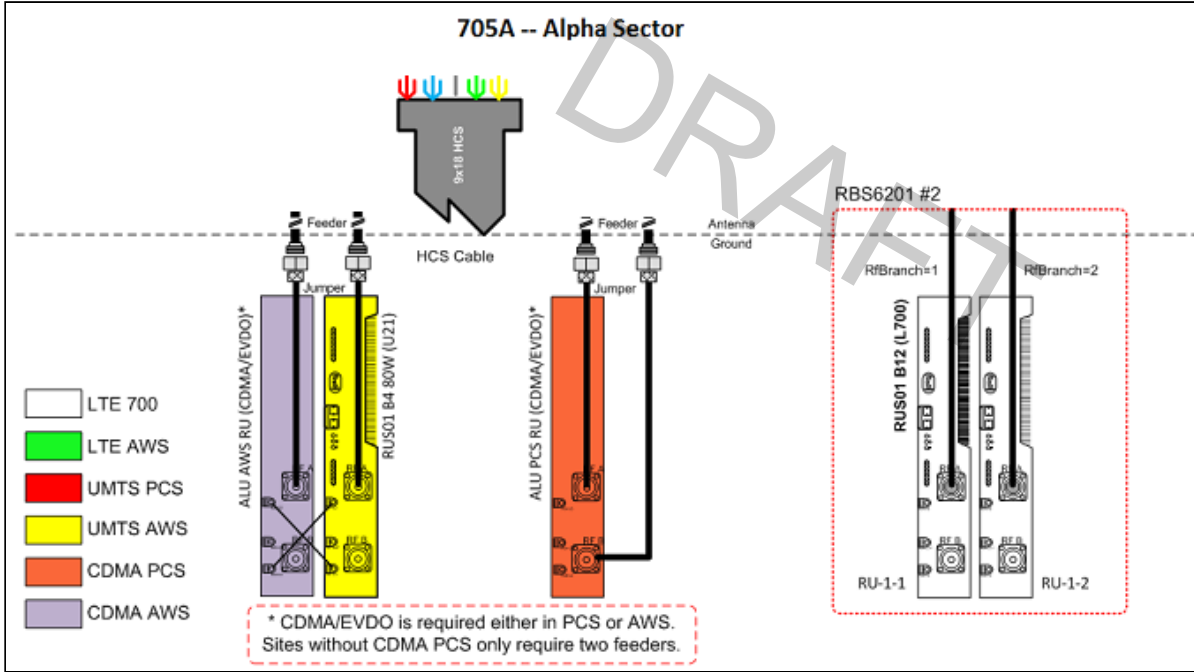 705A -- Alpha Sector
DRAFT
9x18 HCS
RBS6201 #2
Feeder
Feeder
Antenna
Ground
HCS Cable
RfBranch=1
RfBranch=2
Jumper
Jumper
ALU AWS RU (CDMA/EVDO)*
RUS01 B4 80W (U21)
ALU PCS RU (CDMA/EVDO)*
RUS01 B12 (L700)
LTE 700
LTE AWS
UMTS PCS
UMTS AWS
CDMA PCS
CDMA AWS
RF B
RF B
RF B
RU-1-1
RU-1-2
* CDMA/EVDO is required either in PCS or AWS.
Sites without CDMA PCS only require two feeders.